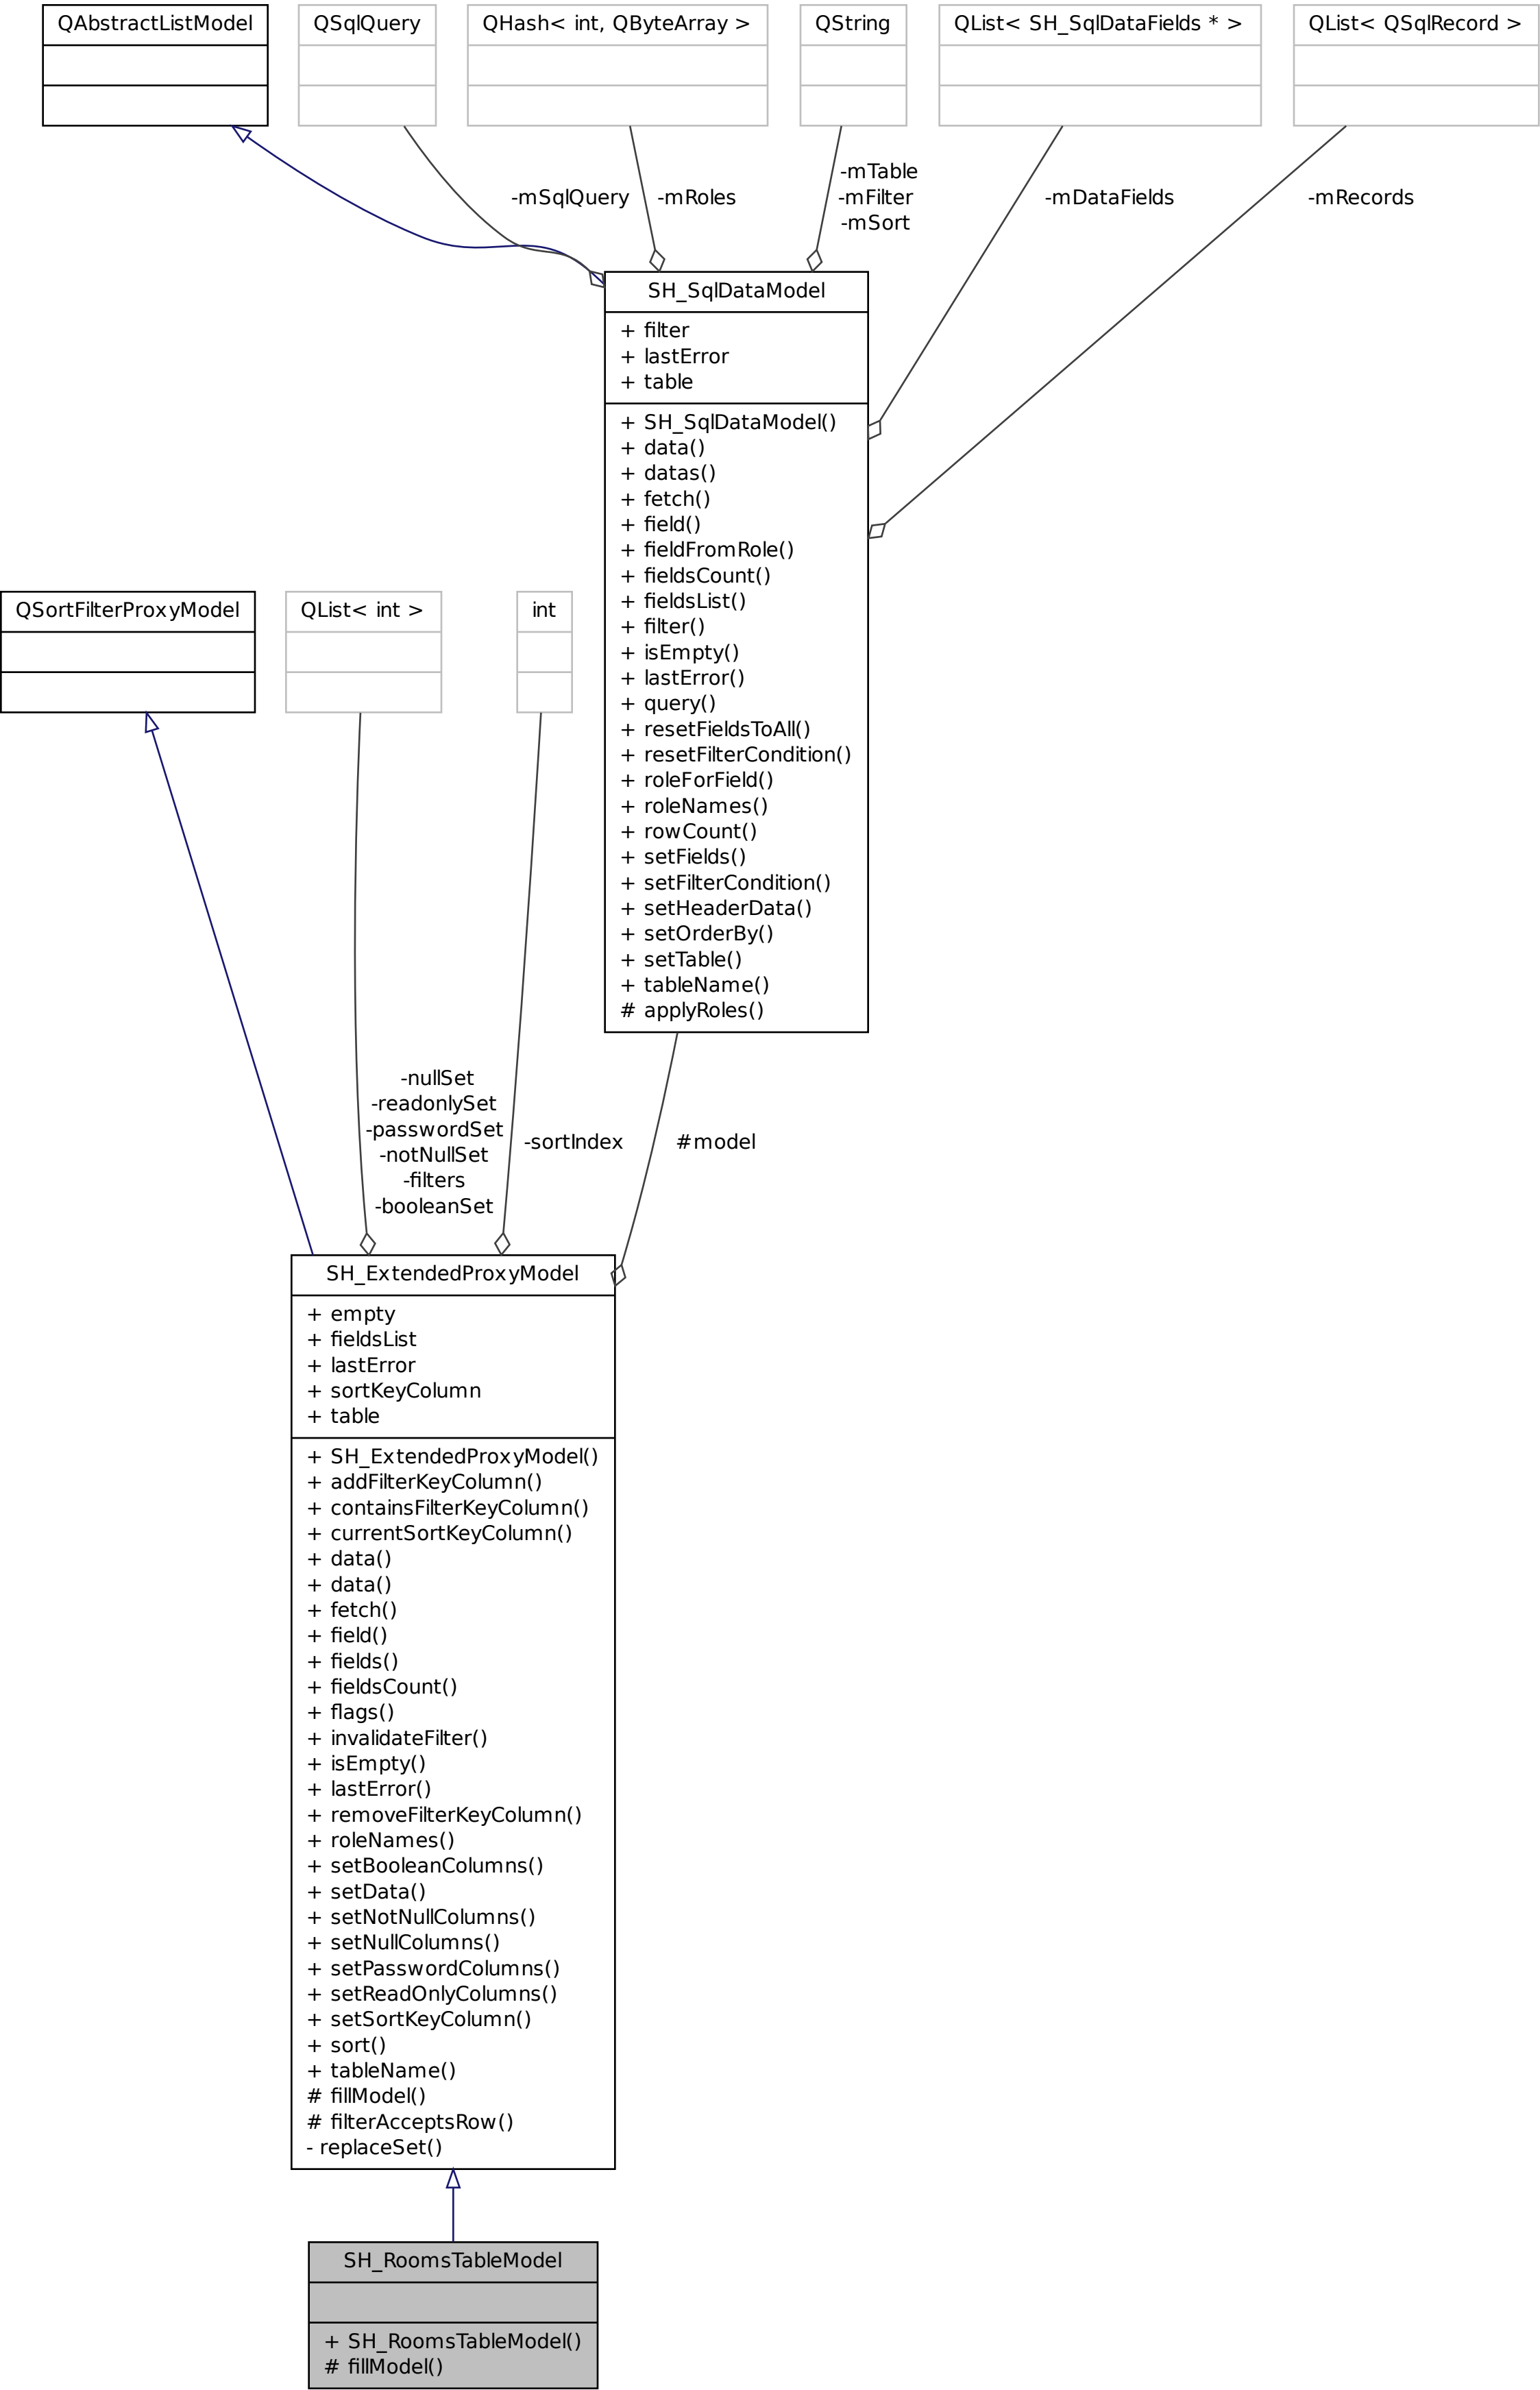 QAbstractListModel
QSqlQuery
QHash< int, QByteArray >
QString
QList< SH_SqlDataFields * >
QList< QSqlRecord >
-mSqlQuery
-mRoles
-mTable
-mFilter
-mSort
-mDataFields
-mRecords
SH_SqlDataModel
+ filter
+ lastError
+ table
+ SH_SqlDataModel()
+ data()
+ datas()
+ fetch()
+ field()
+ fieldFromRole()
+ fieldsCount()
+ fieldsList()
+ filter()
+ isEmpty()
+ lastError()
+ query()
+ resetFieldsToAll()
+ resetFilterCondition()
+ roleForField()
+ roleNames()
+ rowCount()
+ setFields()
+ setFilterCondition()
+ setHeaderData()
+ setOrderBy()
+ setTable()
+ tableName()
# applyRoles()
QSortFilterProxyModel
QList< int >
int
-nullSet
-readonlySet
-passwordSet
-notNullSet
-filters
-booleanSet
-sortIndex
#model
SH_ExtendedProxyModel
+ empty
+ fieldsList
+ lastError
+ sortKeyColumn
+ table
+ SH_ExtendedProxyModel()
+ addFilterKeyColumn()
+ containsFilterKeyColumn()
+ currentSortKeyColumn()
+ data()
+ data()
+ fetch()
+ field()
+ fields()
+ fieldsCount()
+ flags()
+ invalidateFilter()
+ isEmpty()
+ lastError()
+ removeFilterKeyColumn()
+ roleNames()
+ setBooleanColumns()
+ setData()
+ setNotNullColumns()
+ setNullColumns()
+ setPasswordColumns()
+ setReadOnlyColumns()
+ setSortKeyColumn()
+ sort()
+ tableName()
# fillModel()
# filterAcceptsRow()
- replaceSet()
SH_RoomsTableModel
+ SH_RoomsTableModel()
# fillModel()